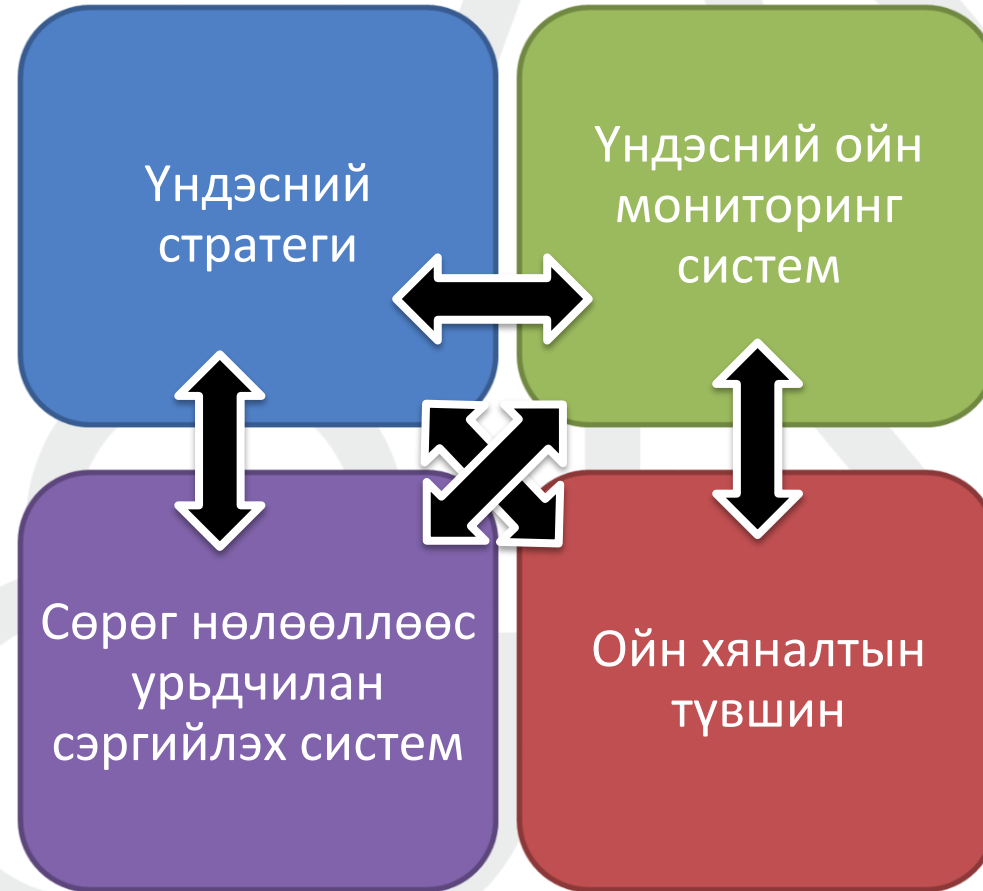 Үндэсний
стратеги
Үндэсний ойн
мониторинг
систем
Сөрөг нөлөөллөөс
урьдчилан
сэргийлэх систем
Ойн хяналтын
түвшин